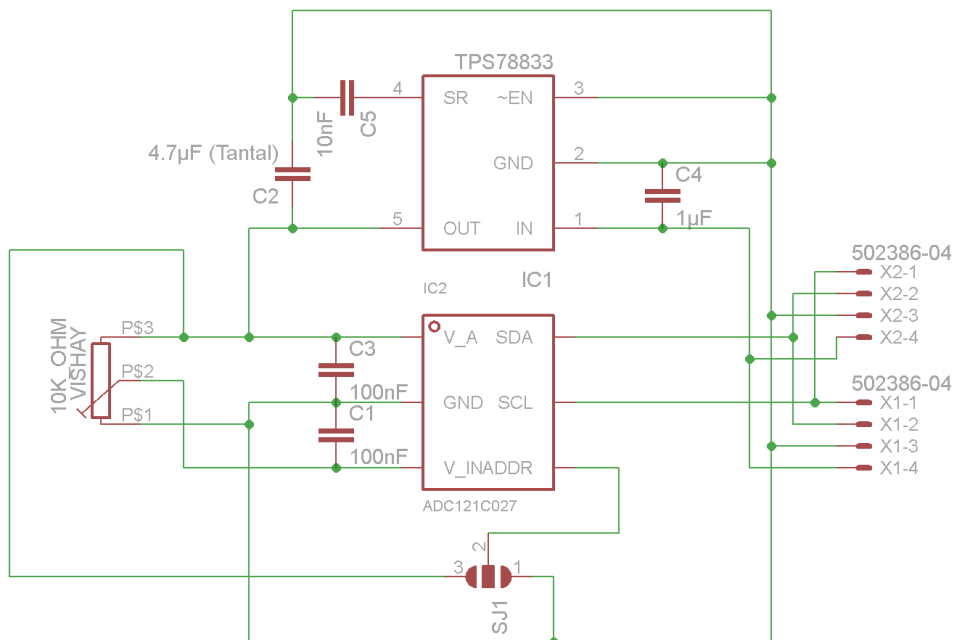 TPS78833
4
SR
~EN
3
C5
10nF
4.7µF (Tantal)
C2
GND
2
C4
1µF
5
OUT
IN
1
IC1
502386-04
X2-1
X2-2
X2-3
X2-4
IC2
10K_OHM
VISHAY
P$3
P$2
P$1
V_A
SDA
C3
100nF
GND
SCL
C1
100nF
V_IN
ADDR
ADC121C027
502386-04
X1-1
X1-2
X1-3
X1-4
2
3
1
SJ1